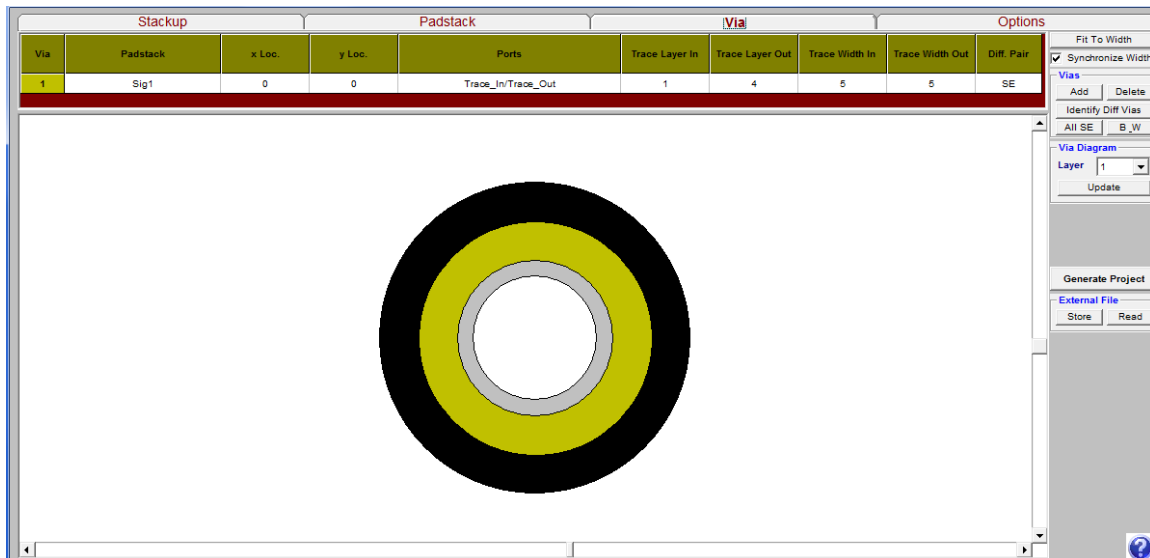 Stackup Padstack Via Options
Via Padstack x Loc. y Loc. Ports Trace Layer In Trace Layer Out Trace Width In Trace Width Out Diff. Pair
1 Sig1 0 0 Trace_In/Trace_Out 1 4 5 5 SE
Fit To Width
Synchronize Width
Vias
Add Delete
Identify Diff Vias
All SE B_W
Via Diagram
Layer 1
Update
Generate Project
External File
Store Read
?